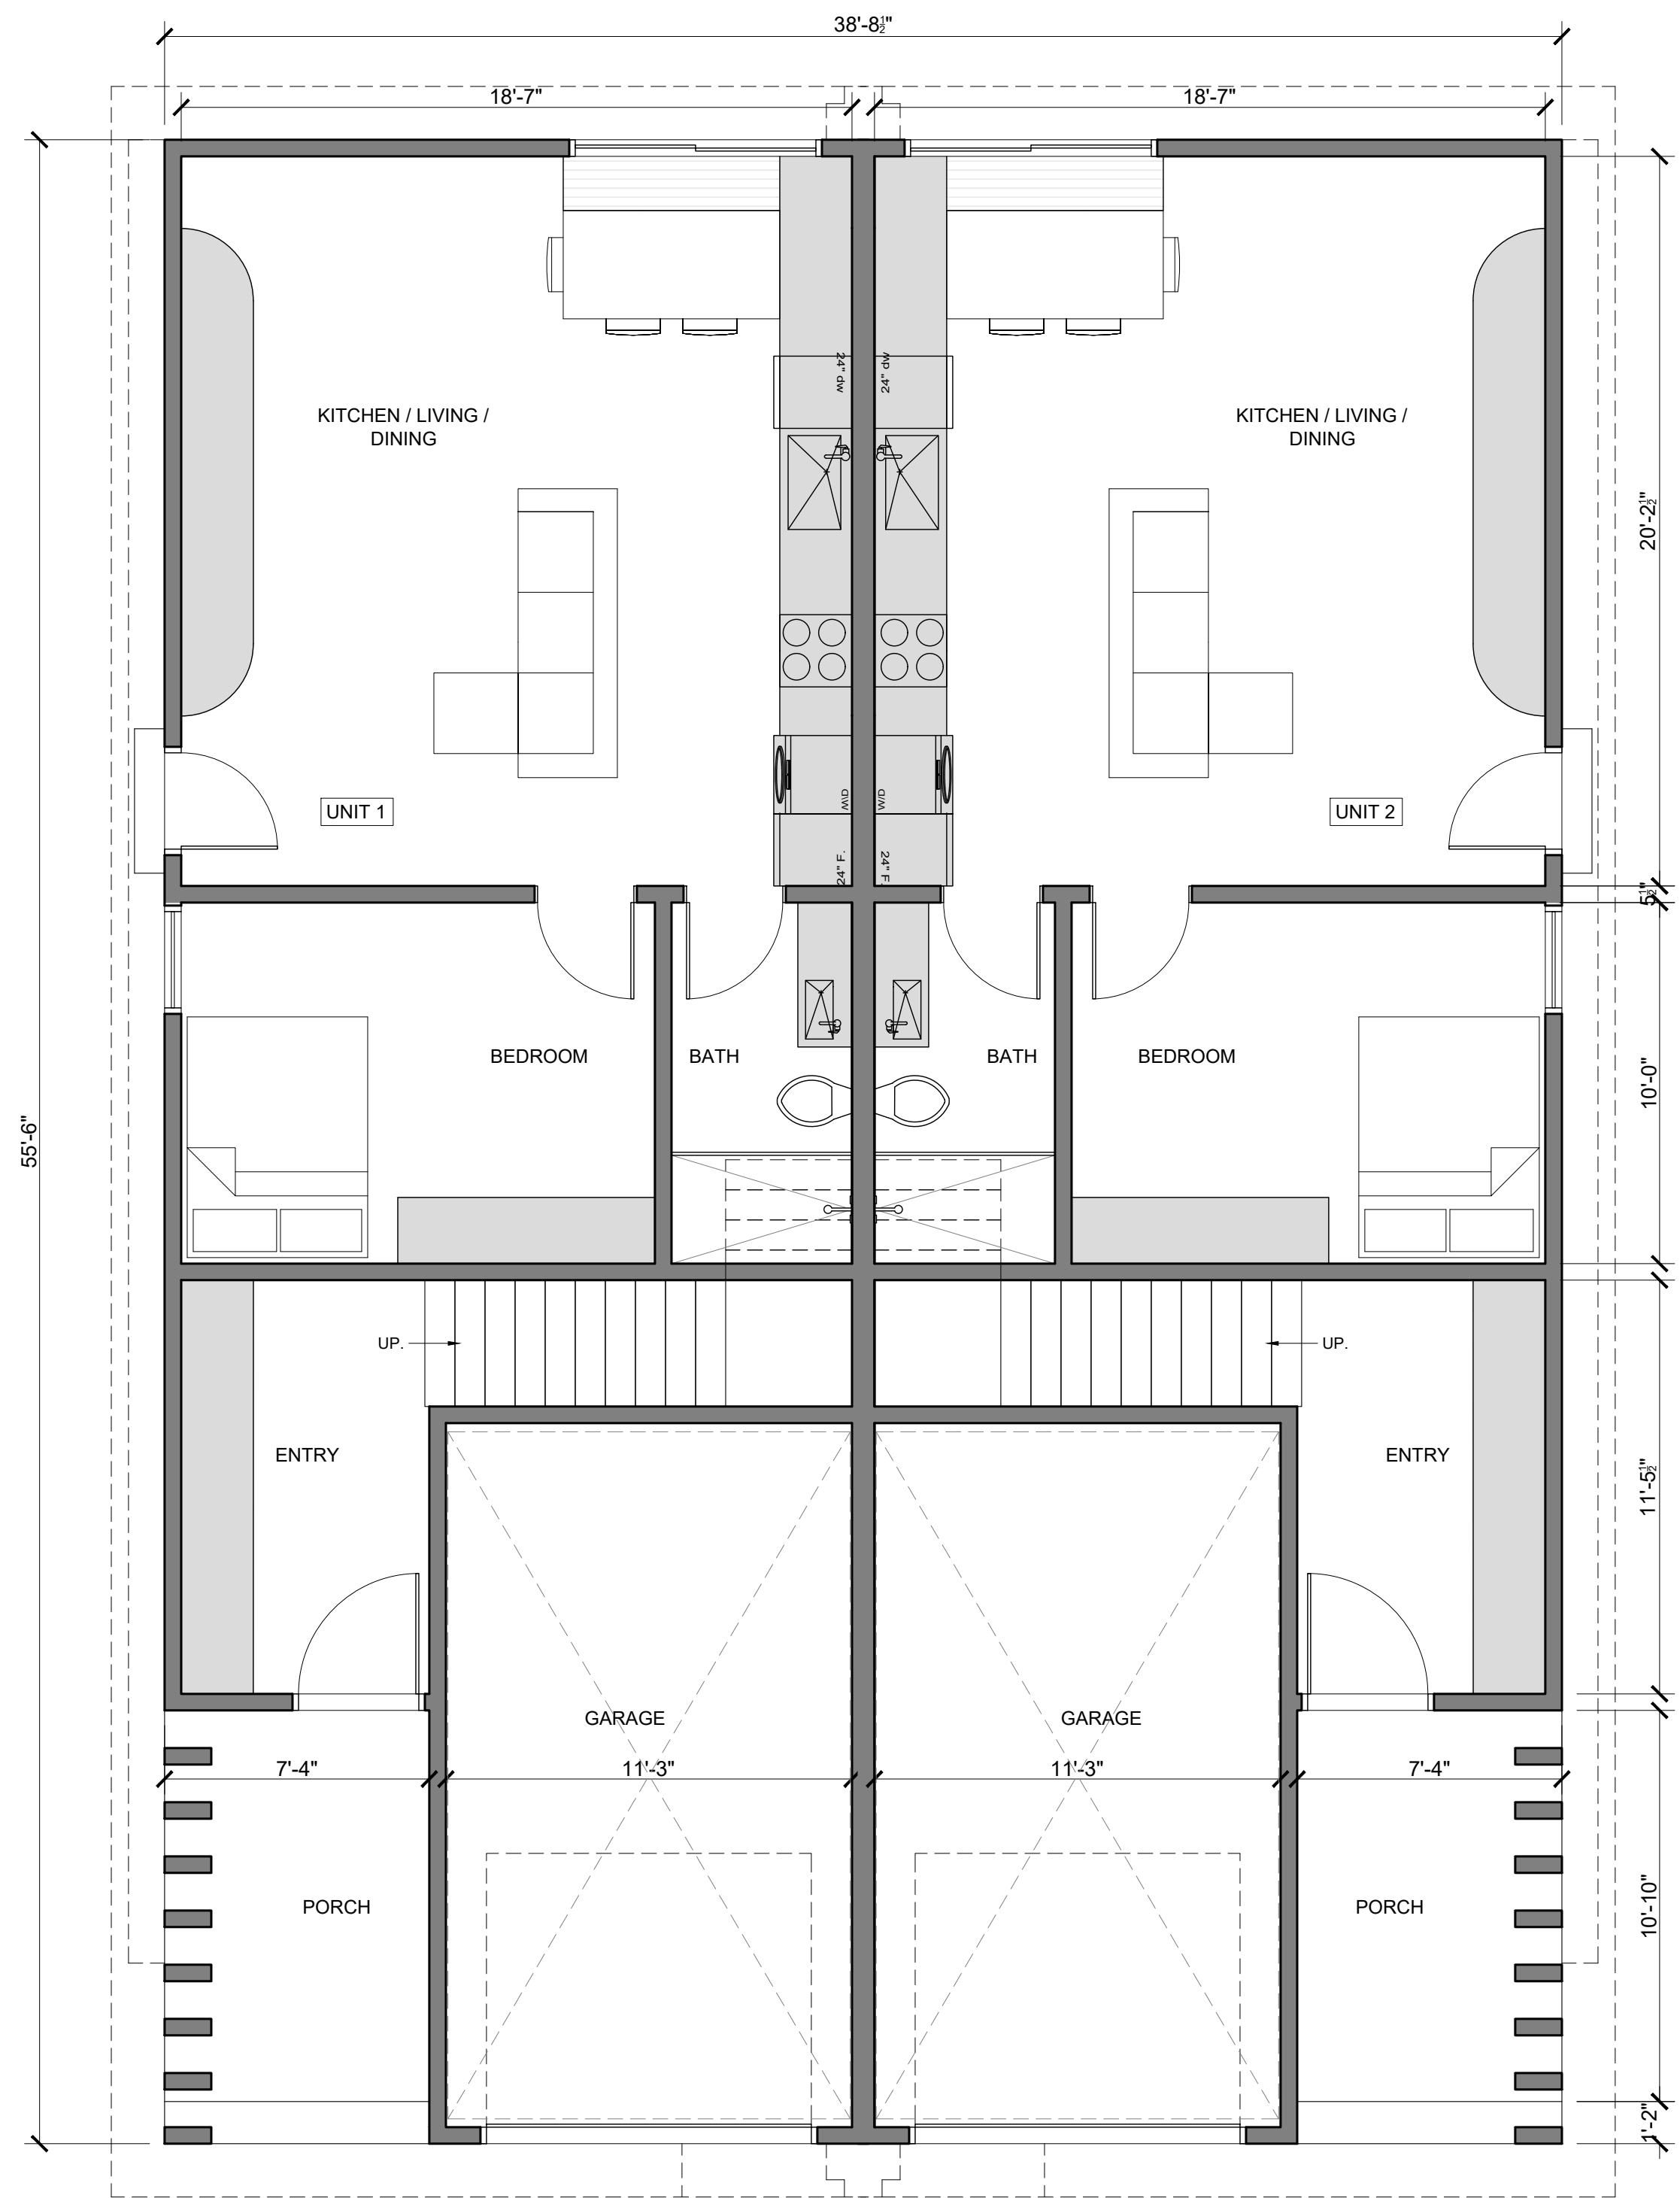 38'-8½"
18'-7" 18'-7"
24" dw 24" dw
KITCHEN / LIVING /
DINING
KITCHEN / LIVING /
DINING
20'-2½"
W/D W/D
UNIT 1 UNIT 2
24" F. 24" F.
5½"
BEDROOM BATH BATH BEDROOM
10'-0"
55'-6"
UP. UP.
ENTRY ENTRY
11'-5½"
GARAGE GARAGE
7'-4" 11'-3" 11'-3" 7'-4"
PORCH PORCH
10'-10"
1'-2"